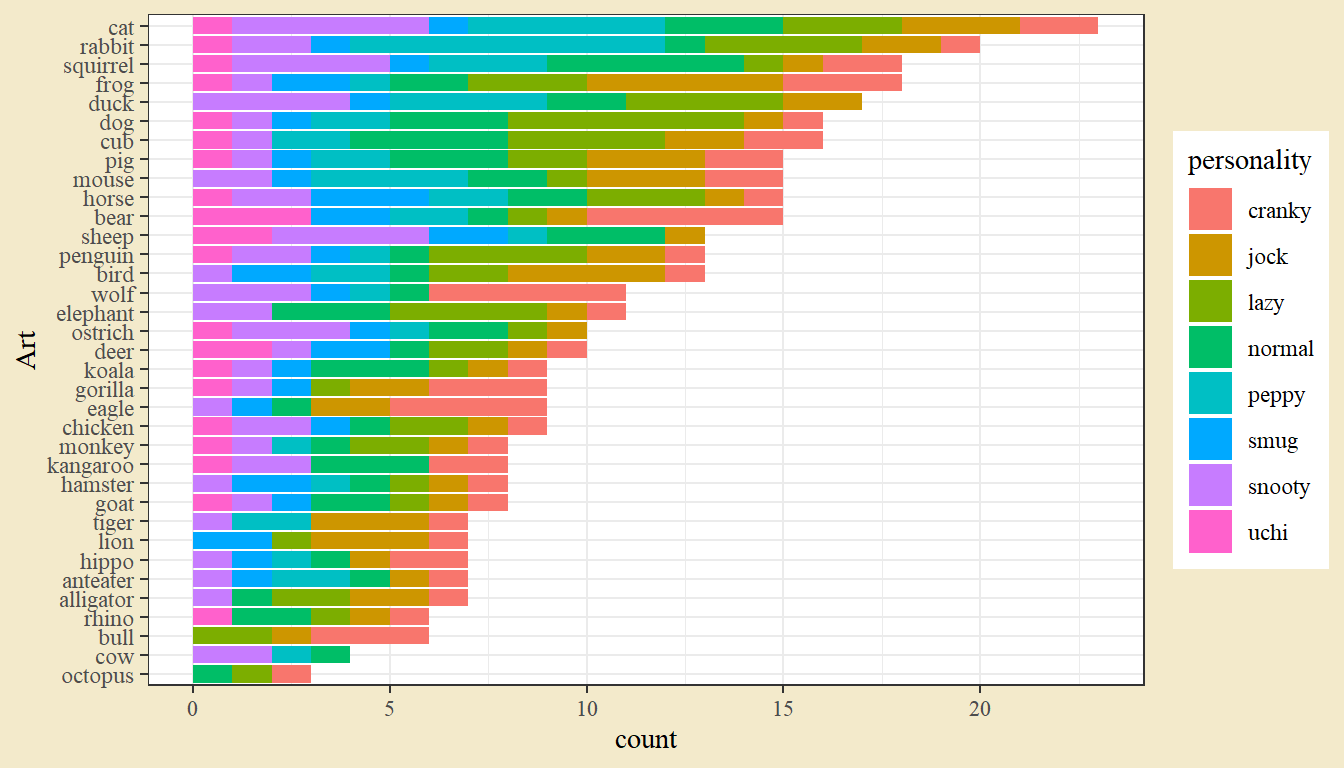 cat
rabbit
squirrel
frog
duck
dog
cub
pig
mouse
horse
bear
sheep
penguin
bird
wolf
elephant
ostrich
deer
koala
gorilla
eagle
chicken
monkey
kangaroo
hamster
goat
tiger
lion
hippo
anteater
alligator
rhino
bull
cow
octopus
Art
0 5 10 15 20
count
personality
cranky
jock
lazy
normal
peppy
smug
snooty
uchi